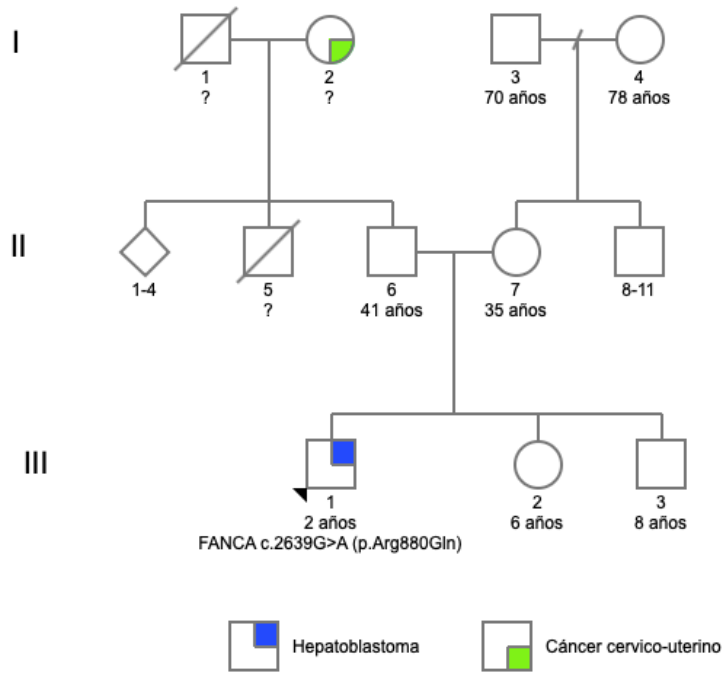 I
1
?
2
?
3
70 años
4
78 años
II
1-4
5
?
6
41 años
7
35 años
8-11
III
1
2 años
FANCA c.2639G>A (p.Arg880Gln)
2
6 años
3
8 años
Hepatoblastoma
Cáncer cervico-uterino